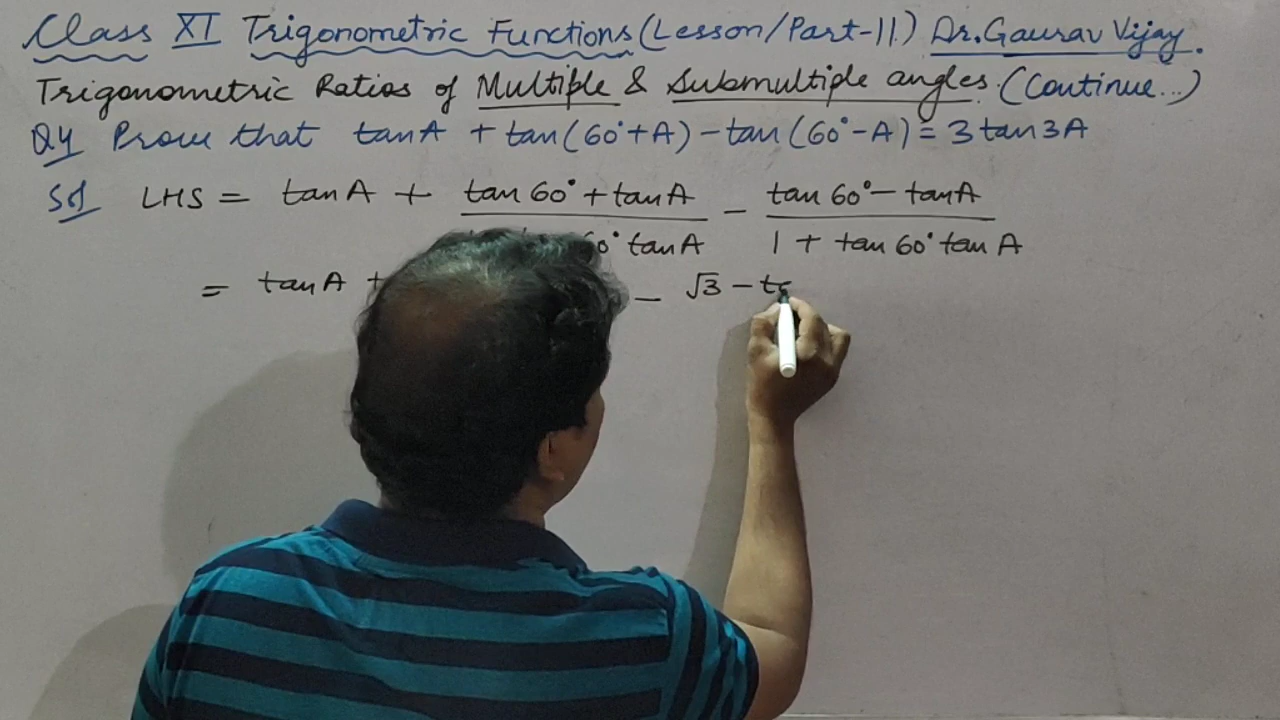 Class XI Trigonometric Functions (Lesson/Part-11) Dr. Gaurav Vijay.
Trigonometric Ratios of Multiple & Submultiple angles. (Continue...)
Q4 Prove that tanA + tan(60°+A) - tan(60°-A) = 3tan3A
Sol LHS = tanA + tan60° + tanA / 0° tanA - tan60° - tanA / 1 + tan60° tanA
= tanA + - √3 - ta